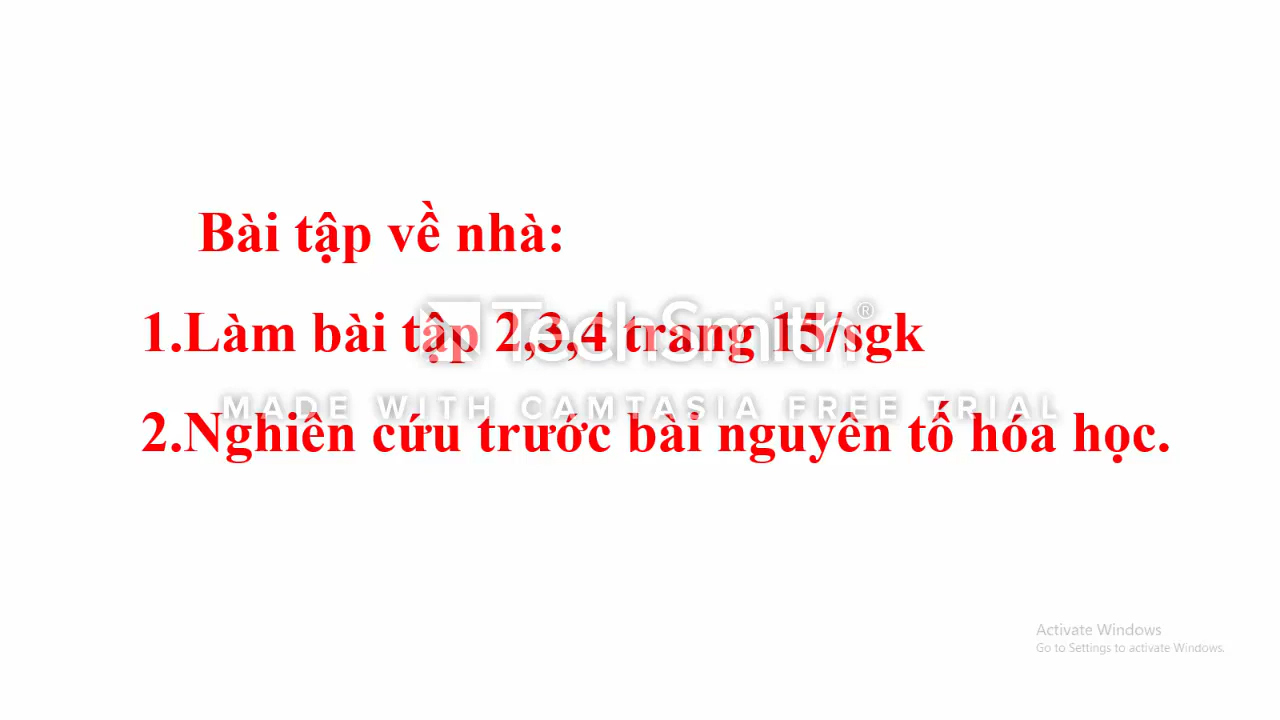 Bài tập về nhà:
1.Làm bài tập 2,3,4 trang 15/sgk
TechSmith®
MADE WITH CAMTASIA FREE TRIAL
2.Nghiên cứu trước bài nguyên tố hóa học.
Activate Windows
Go to Settings to activate Windows.